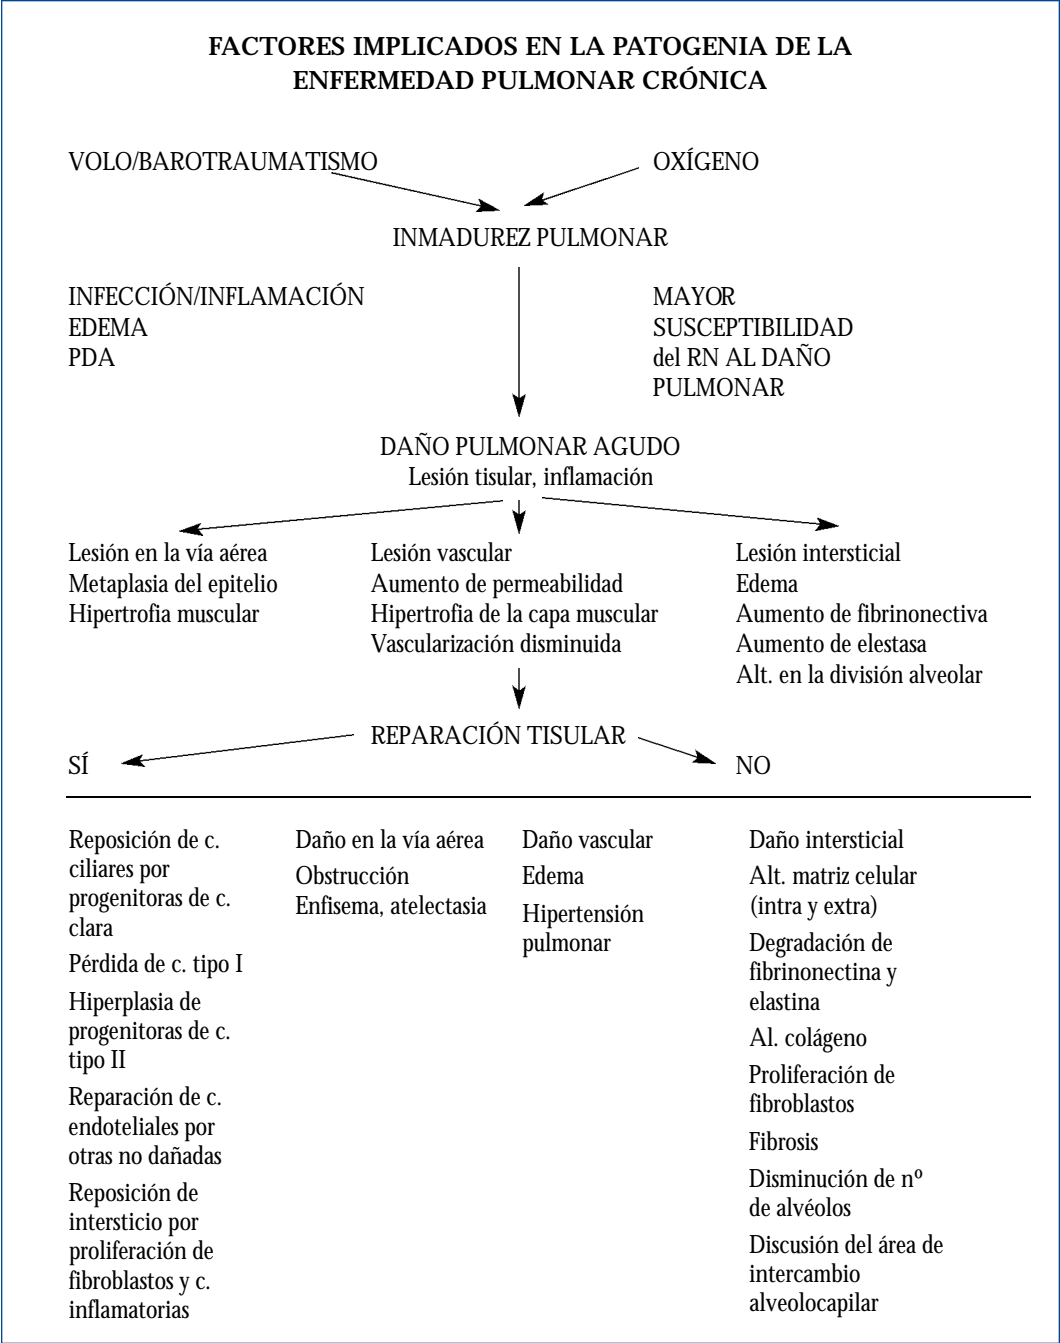 FACTORES IMPLICADOS EN LA PATOGENIA DE LA
ENFERMEDAD PULMONAR CRÓNICA
VOLO/BAROTRAUMATISMO
OXÍGENO
INMADUREZ PULMONAR
INFECCIÓN/INFLAMACIÓN
EDEMA
PDA
MAYOR
SUSCEPTIBILIDAD
del RN AL DAÑO
PULMONAR
DAÑO PULMONAR AGUDO
Lesión tisular, inflamación
Lesión en la vía aérea
Metaplasia del epitelio
Hipertrofia muscular
Lesión vascular
Aumento de permeabilidad
Hipertrofia de la capa muscular
Vascularización disminuida
Lesión intersticial
Edema
Aumento de fibrinonectiva
Aumento de elestasa
Alt. en la división alveolar
REPARACIÓN TISULAR
SÍ
NO
Reposición de c.
ciliares por
progenitoras de c.
clara
Pérdida de c. tipo I
Hiperplasia de
progenitoras de c.
tipo II
Reparación de c.
endoteliales por
otras no dañadas
Reposición de
intersticio por
proliferación de
fibroblastos y c.
inflamatorias
Daño en la vía aérea
Obstrucción
Enfisema, atelectasia
Daño vascular
Edema
Hipertensión
pulmonar
Daño intersticial
Alt. matriz celular
(intra y extra)
Degradación de
fibrinonectina y
elastina
Al. colágeno
Proliferación de
fibroblastos
Fibrosis
Disminución de nº
de alvéolos
Discusión del área de
intercambio
alveolocapilar